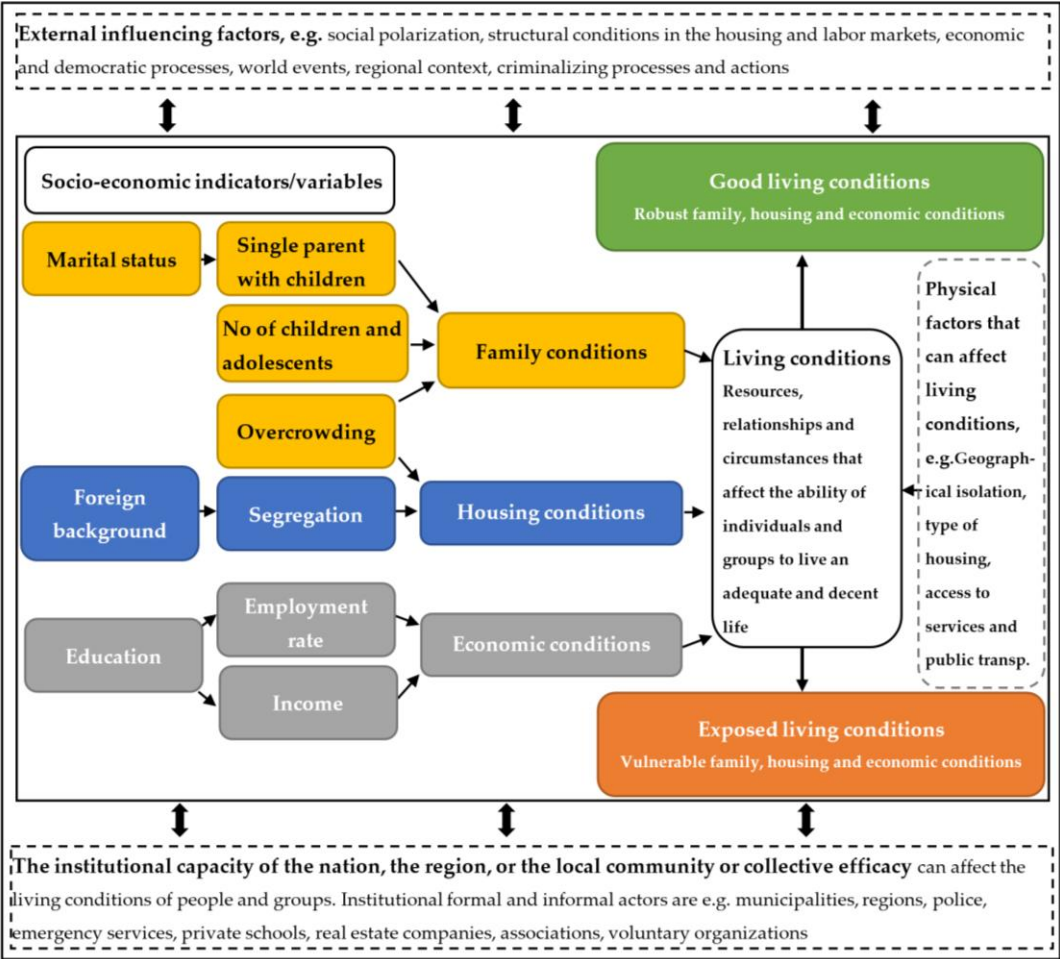 External influencing factors, e.g. social polarization, structural conditions in the housing and labor markets, economic
and democratic processes, world events, regional context, criminalizing processes and actions
Socio-economic indicators/variables
Good living conditions
Robust family, housing and economic conditions
Marital status
Single parent
with children
No of children and
adolescents
Overcrowding
Family conditions
Foreign
background
Segregation
Housing conditions
Education
Employment
rate
Income
Economic conditions
Living conditions
Resources,
relationships and
circumstances that
affect the ability of
individuals and
groups to live an
adequate and decent
life
Physical
factors that
can affect
living
conditions,
e.g.Geograph-
ical isolation,
type of
housing,
access to
services and
public transp.
Exposed living conditions
Vulnerable family, housing and economic conditions
The institutional capacity of the nation, the region, or the local community or collective efficacy can affect the
living conditions of people and groups. Institutional formal and informal actors are e.g. municipalities, regions, police,
emergency services, private schools, real estate companies, associations, voluntary organizations